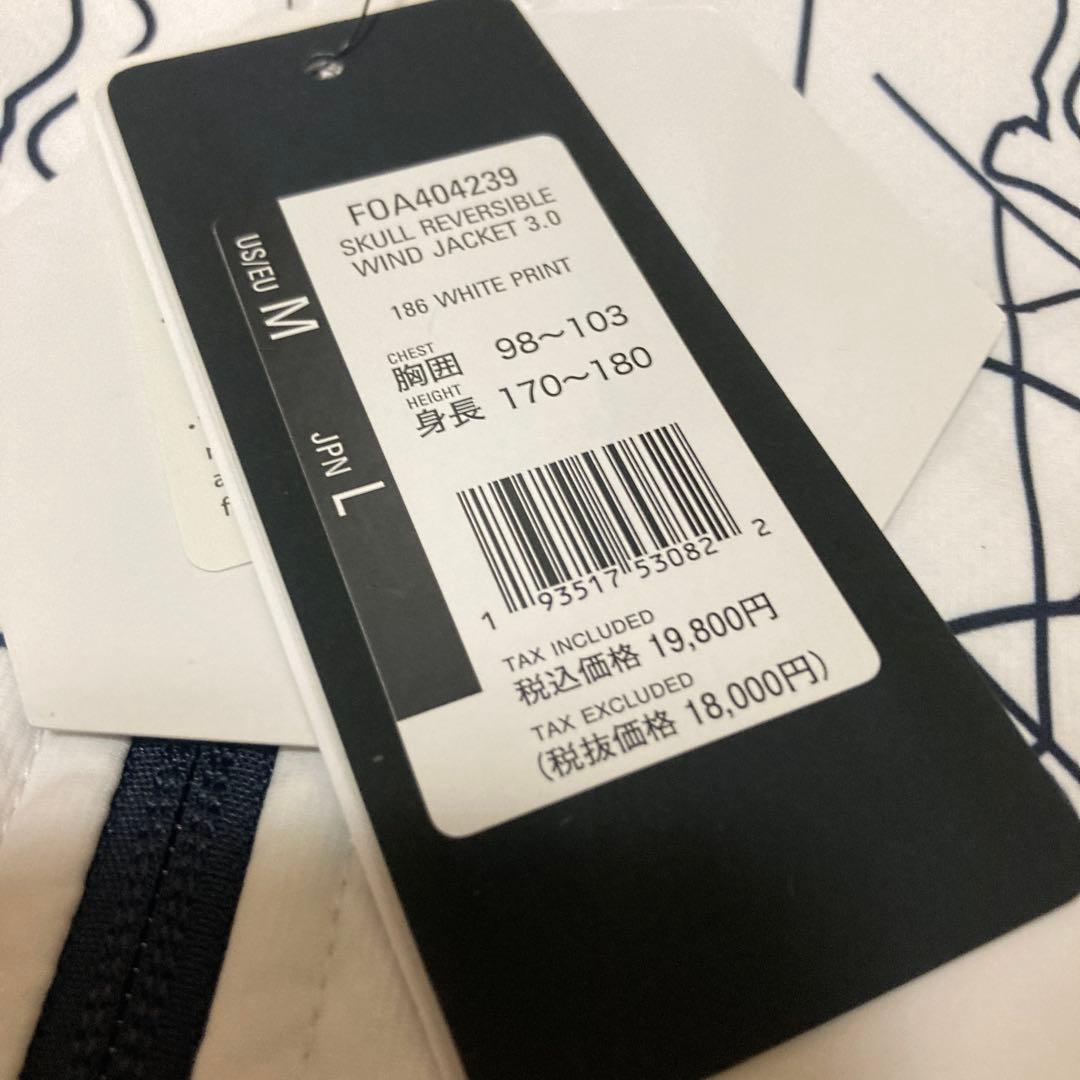 FOA404239
SKULL REVERSIBLE
WIND JACKET 3.0
186 WHITE PRINT
US/EU M
JPN L
CHEST
胸囲 98～103
HEIGHT
身長 170～180
1 93517 53082 2
TAX INCLUDED
税込価格 19,800円
TAX EXCLUDED
(税抜価格 18,000円)